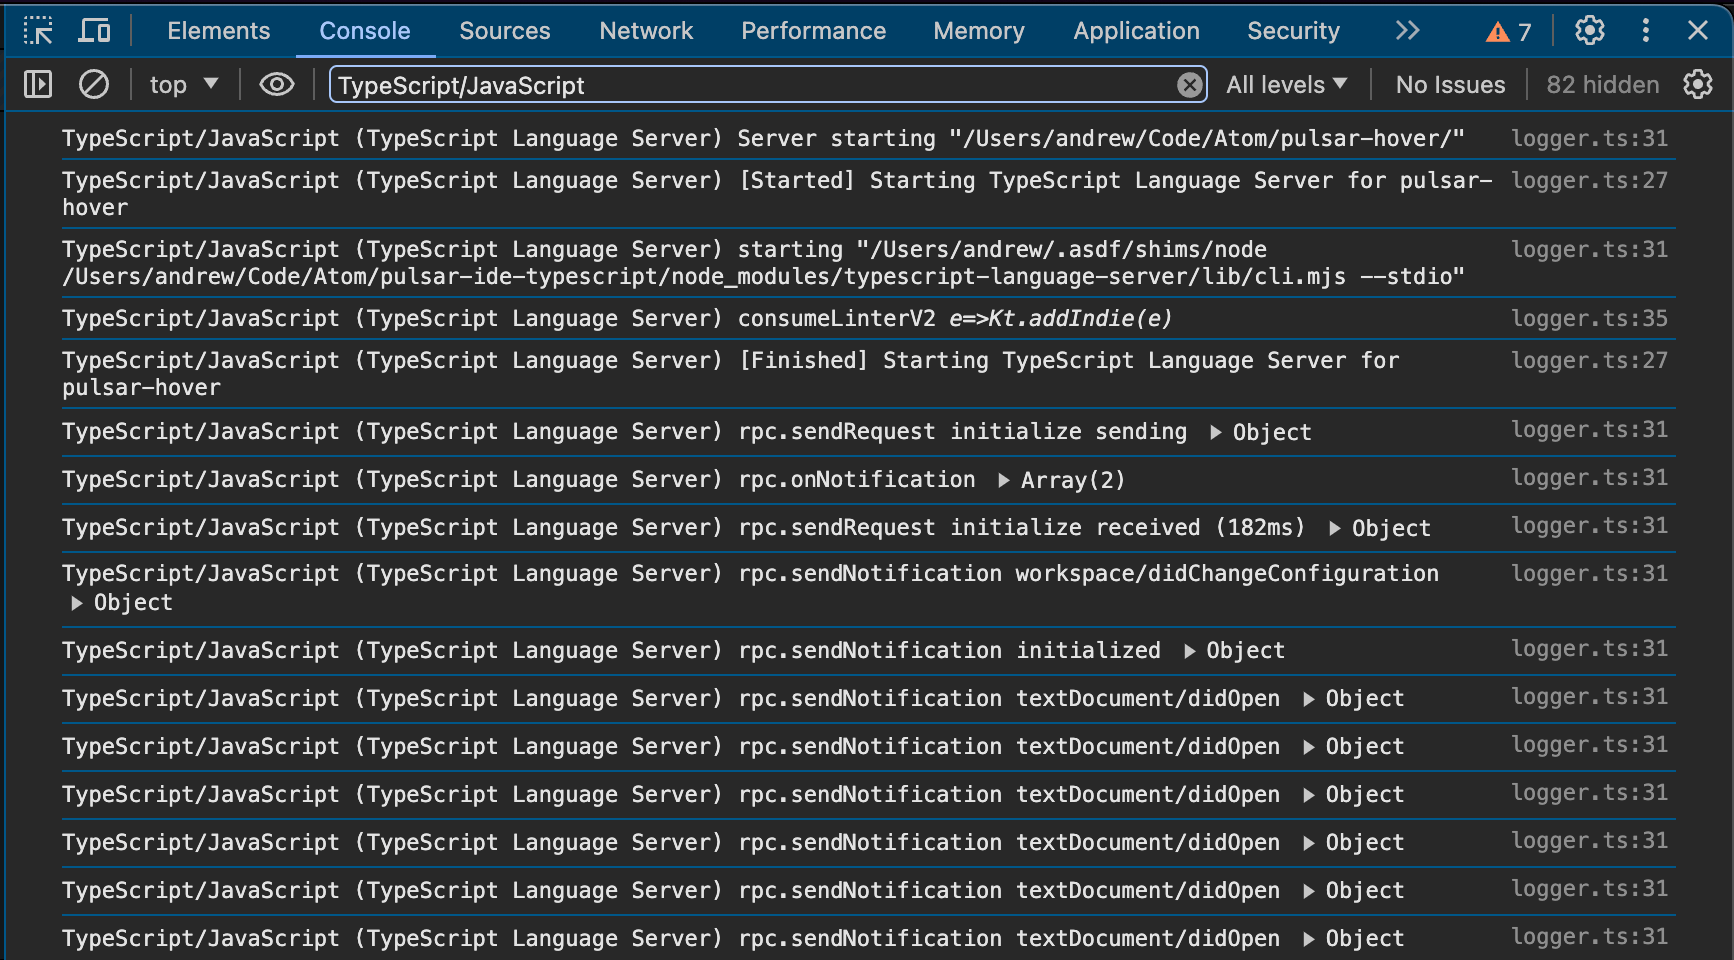 Elements Console Sources Network Performance Memory Application Security 7
top TypeScript/JavaScript All levels No Issues 82 hidden
TypeScript/JavaScript (TypeScript Language Server) Server starting "/Users/andrew/Code/Atom/pulsar-hover/" logger.ts:31
TypeScript/JavaScript (TypeScript Language Server) [Started] Starting TypeScript Language Server for pulsar- logger.ts:27
hover
TypeScript/JavaScript (TypeScript Language Server) starting "/Users/andrew/.asdf/shims/node logger.ts:31
/Users/andrew/Code/Atom/pulsar-ide-typescript/node_modules/typescript-language-server/lib/cli.mjs --stdio"
TypeScript/JavaScript (TypeScript Language Server) consumeLinterV2 e=>Kt.addIndie(e) logger.ts:35
TypeScript/JavaScript (TypeScript Language Server) [Finished] Starting TypeScript Language Server for logger.ts:27
pulsar-hover
TypeScript/JavaScript (TypeScript Language Server) rpc.sendRequest initialize sending ▶ Object logger.ts:31
TypeScript/JavaScript (TypeScript Language Server) rpc.onNotification ▶ Array(2) logger.ts:31
TypeScript/JavaScript (TypeScript Language Server) rpc.sendRequest initialize received (182ms) ▶ Object logger.ts:31
TypeScript/JavaScript (TypeScript Language Server) rpc.sendNotification workspace/didChangeConfiguration logger.ts:31
▶ Object
TypeScript/JavaScript (TypeScript Language Server) rpc.sendNotification initialized ▶ Object logger.ts:31
TypeScript/JavaScript (TypeScript Language Server) rpc.sendNotification textDocument/didOpen ▶ Object logger.ts:31
TypeScript/JavaScript (TypeScript Language Server) rpc.sendNotification textDocument/didOpen ▶ Object logger.ts:31
TypeScript/JavaScript (TypeScript Language Server) rpc.sendNotification textDocument/didOpen ▶ Object logger.ts:31
TypeScript/JavaScript (TypeScript Language Server) rpc.sendNotification textDocument/didOpen ▶ Object logger.ts:31
TypeScript/JavaScript (TypeScript Language Server) rpc.sendNotification textDocument/didOpen ▶ Object logger.ts:31
TypeScript/JavaScript (TypeScript Language Server) rpc.sendNotification textDocument/didOpen ▶ Object logger.ts:31